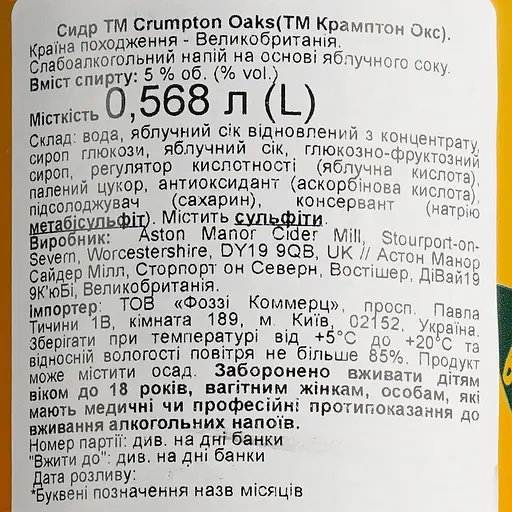 Сидр ТМ Crumpton Oaks(ТМ Крамптон Окс).
Країна походження - Великобританія.
Слабоалкогольний напій на основі яблучного соку.
Вміст спирту: 5 % об. (% vol.)
Місткість 0,568 л (L)
Склад: вода, яблучний сік відновлений з концентрату,
сироп глюкози, яблучний сік, глюкозно-фруктозний
сироп, регулятор кислотності (яблучна кислота),
палений цукор, антиоксидант (аскорбінова кислота),
підсолоджувач (сахарин), консервант (натрію
метабісульфіт). Містить сульфіти.
Виробник: Aston Manor Cider Mill, Stourport-on-
Severn, Worcestershire, DY19 9QB, UK // Астон Манор
Сайдер Мілл, Сторпорт он Северн, Востішер, ДіВай19
9К'юБі, Великобританія.
Імпортер: ТОВ «Фоззі Коммерц», просп. Павла
Тичини 1В, кімната 189, м. Київ, 02152, Україна.
Зберігати при температурі від +5°С до +20°С та
відносній вологості повітря не більше 85%. Продукт
може містити осад. Заборонено вживати дітям
віком до 18 років, вагітним жінкам, особам, які
мають медичні чи професійні протипоказання до
вживання алкогольних напоїв.
Номер партії: див. на дні банки
"Вжити до": див. на дні банки
Дата розливу:
*Буквені позначення назв місяців